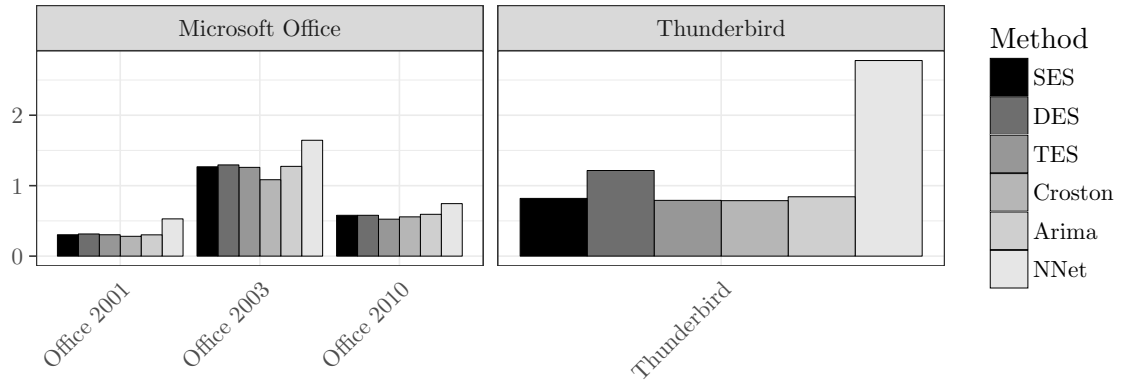 Microsoft Office
Thunderbird
2
1
0
Office 2001
Office 2003
Office 2010
Thunderbird
Method
SES
DES
TES
Croston
Arima
NNet